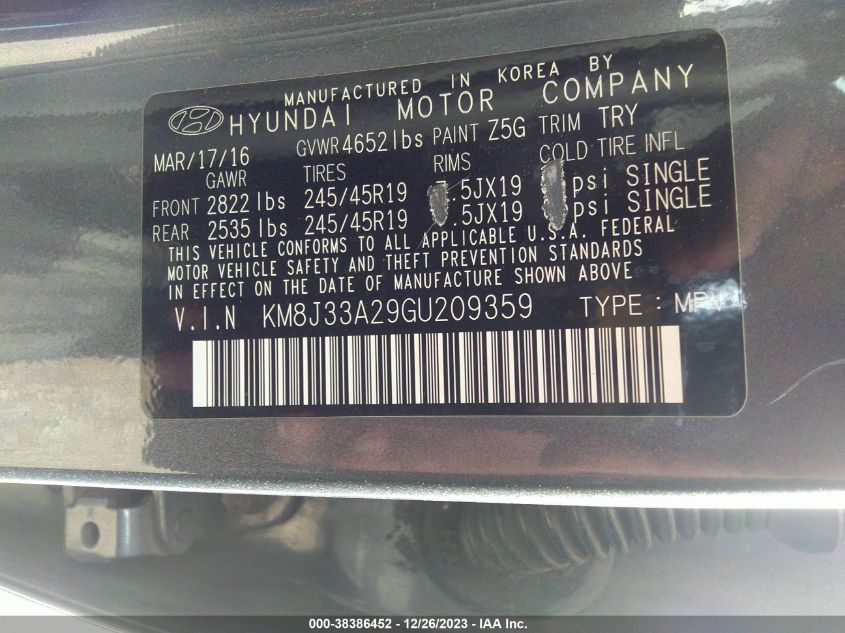 MANUFACTURED IN KOREA BY
HYUNDAI MOTOR COMPANY
MAR/17/16 GVWR 4652 lbs PAINT Z5G TRIM TRY
GAWR TIRES RIMS COLD TIRE INFL
FRONT 2822 lbs 245/45R19 .5JX19 psi SINGLE
REAR 2535 lbs 245/45R19 .5JX19 psi SINGLE
THIS VEHICLE CONFORMS TO ALL APPLICABLE U.S.A. FEDERAL
MOTOR VEHICLE SAFETY AND THEFT PREVENTION STANDARDS
IN EFFECT ON THE DATE OF MANUFACTURE SHOWN ABOVE
V.I.N KM8J33A29GU209359 TYPE : MPV
000-38386452 - 12/26/2023 - IAA Inc.